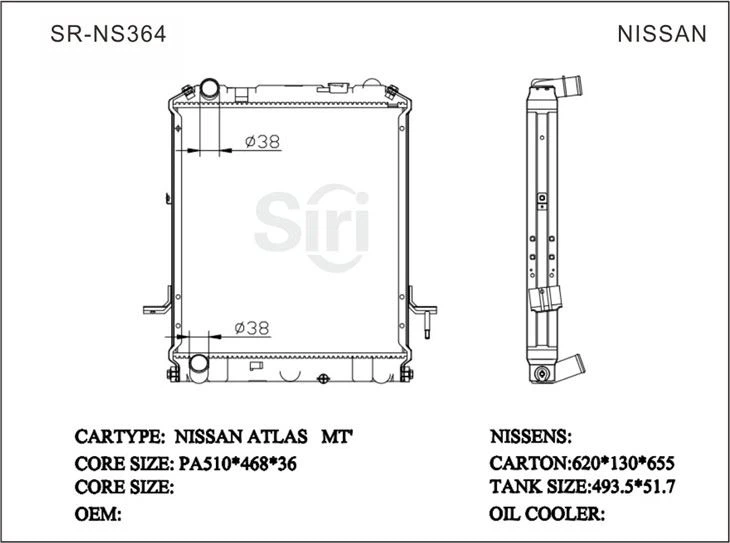 SR-NS364 NISSAN
ø38
Siri
ø38
CARTYPE: NISSAN ATLAS MT' NISSENS:
CORE SIZE: PA510*468*36 CARTON:620*130*655
CORE SIZE: TANK SIZE:493.5*51.7
OEM: OIL COOLER: